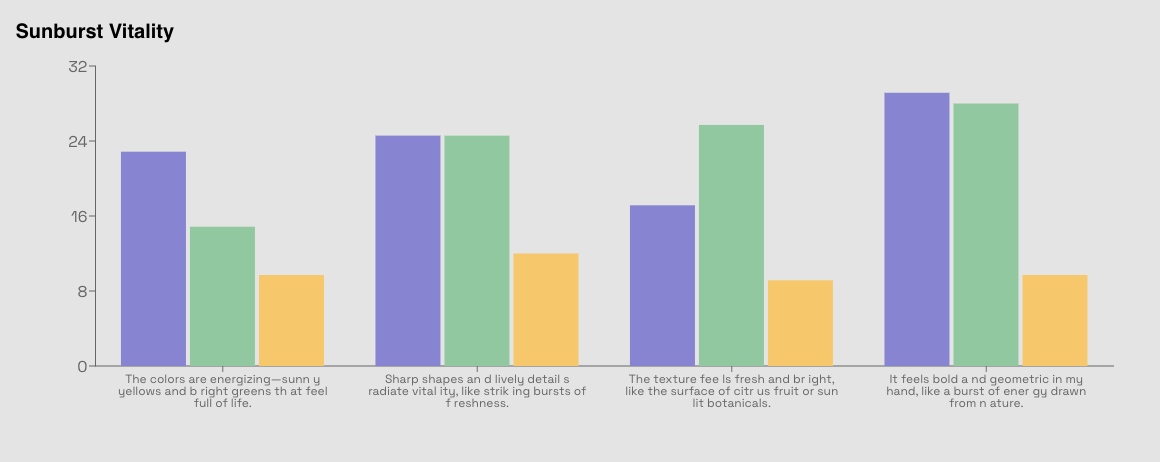 Sunburst Vitality
32
24
16
8
0
The colors are energizing—sunn y
yellows and b right greens th at feel
full of life.
Sharp shapes an d lively detail s
radiate vital ity, like strik ing bursts of
f reshness.
The texture fee ls fresh and br ight,
like the surface of citr us fruit or sun
lit botanicals.
It feels bold a nd geometric in my
hand, like a burst of ener gy drawn
from n ature.